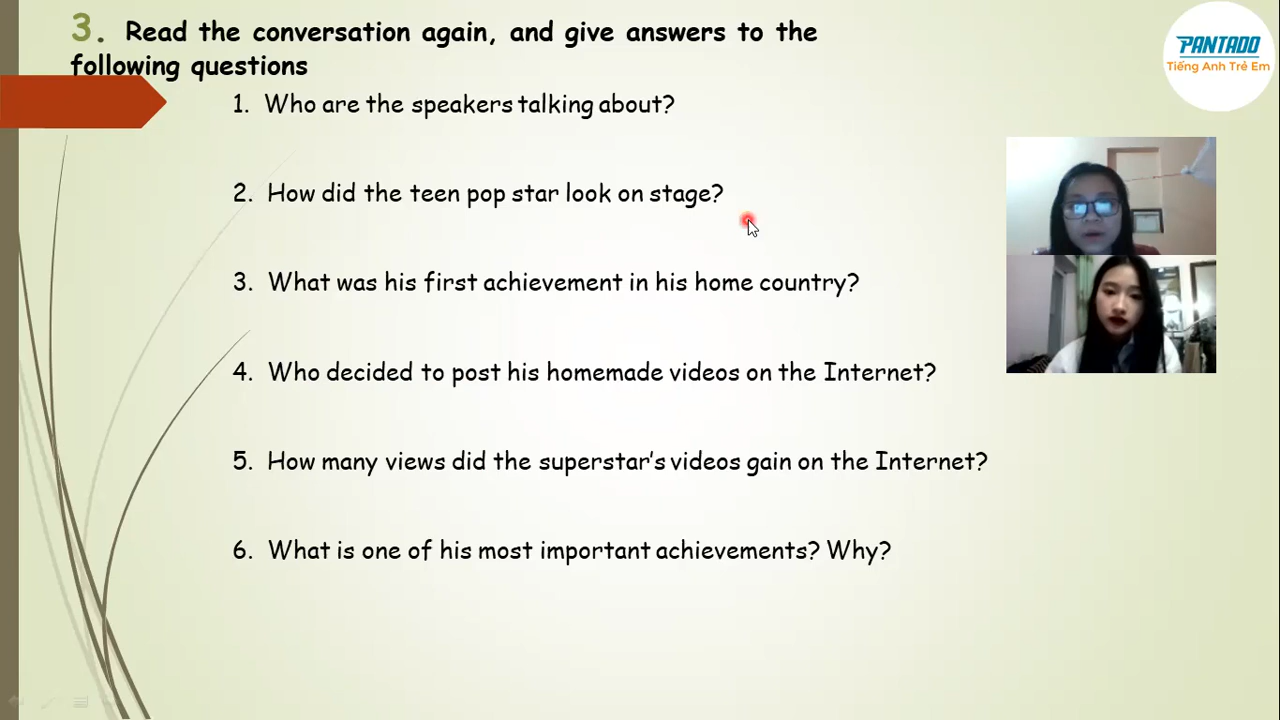 3. Read the conversation again, and give answers to the
following questions
PANTADO
Tiếng Anh Trẻ Em
1. Who are the speakers talking about?
2. How did the teen pop star look on stage?
3. What was his first achievement in his home country?
4. Who decided to post his homemade videos on the Internet?
5. How many views did the superstar's videos gain on the Internet?
6. What is one of his most important achievements? Why?